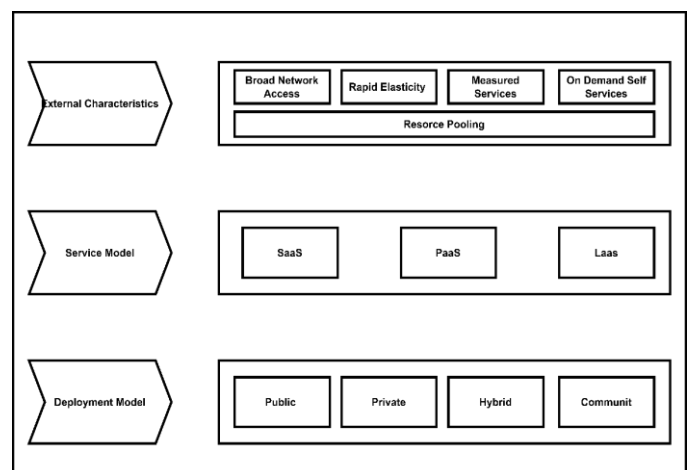 External Characteristics
Broad Network
Access
Rapid Elasticity
Measured
Services
On Demand Self
Services
Resorce Pooling
Service Model
SaaS
PaaS
Laas
Deployment Model
Public
Private
Hybrid
Communit